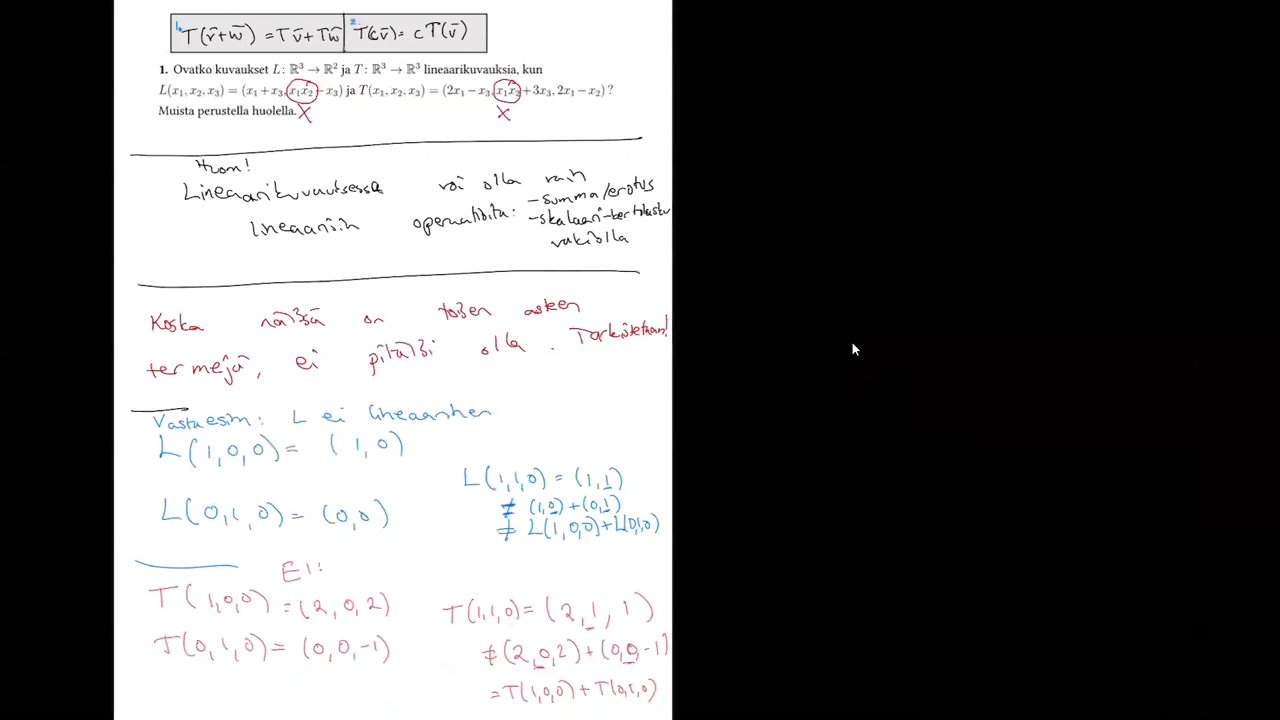 1. T(v̄+w̄) = Tv̄ + Tw̄ 2. T(cv̄) = c T(v̄)
1. Ovatko kuvaukset L: ℝ³ → ℝ² ja T: ℝ³ → ℝ³ lineaarikuvauksia, kun
L(x₁, x₂, x₃) = (x₁ + x₃, x₁x₂ − x₃) ja T(x₁, x₂, x₃) = (2x₁ − x₃, x₁x₂ + 3x₃, 2x₁ − x₂) ?
Muista perustella huolella. X X
Huom!
Lineaarikuvauksessa voi olla vain
lineaarisia operaatioita: -summa/erotus
-skalaari-kertolasku
vakiolla
Koska näissä on toisen asteen
termejä, ei pitäisi olla. Tarkistetaan!
Vastaesim: L ei lineaarinen
L(1,0,0) = (1,0)
L(0,1,0) = (0,0)
L(1,1,0) = (1,1)
≠ (1,0)+(0,1)
≠ L(1,0,0)+L(0,1,0)
EI:
T(1,0,0) = (2,0,2)
T(0,1,0) = (0,0,-1)
T(1,1,0) = (2,1,1)
≠ (2,0,2)+(0,0,-1)
= T(1,0,0)+T(0,1,0)